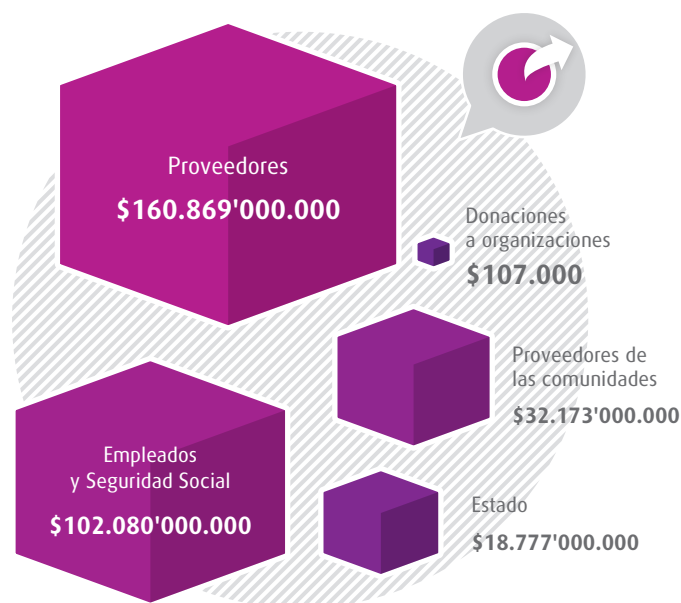 Proveedores
$160.869'000.000
Donaciones
a organizaciones
$107.000
Proveedores de
las comunidades
$32.173'000.000
Empleados
y Seguridad Social
$102.080'000.000
Estado
$18.777'000.000